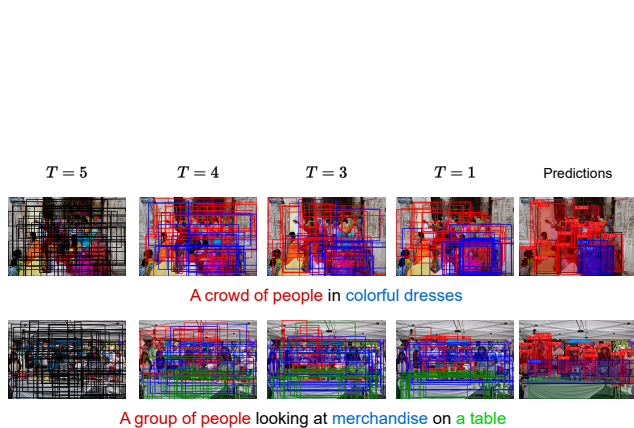 T = 5 T = 4 T = 3 T = 1 Predictions
A crowd of people in colorful dresses
A group of people looking at merchandise on a table